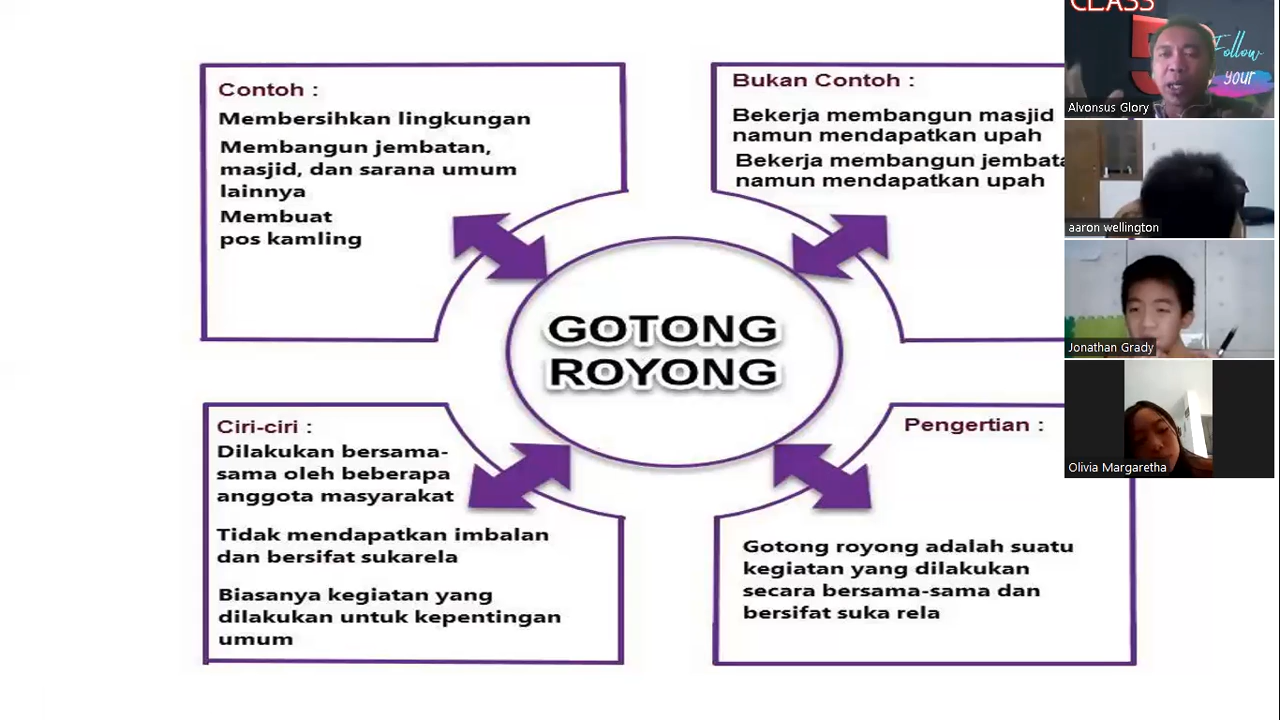 Contoh :
Membersihkan lingkungan
Membangun jembatan,
masjid, dan sarana umum
lainnya
Membuat
pos kamling
Bukan Contoh :
Bekerja membangun masjid
namun mendapatkan upah
Bekerja membangun
namun mendapatkan upah
GOTONG
ROYONG
Ciri-ciri :
Dilakukan bersama-
sama oleh beberapa
anggota masyarakat
Tidak mendapatkan imbalan
dan bersifat sukarela
Biasanya kegiatan yang
dilakukan untuk kepentingan
umum
Pengertian :
Gotong royong adalah suatu
kegiatan yang dilakukan
secara bersama-sama dan
bersifat suka rela
CLASS
5
Follow
your
Alvonsus Glory
aaron wellington
Jonathan Grady
Olivia Margaretha